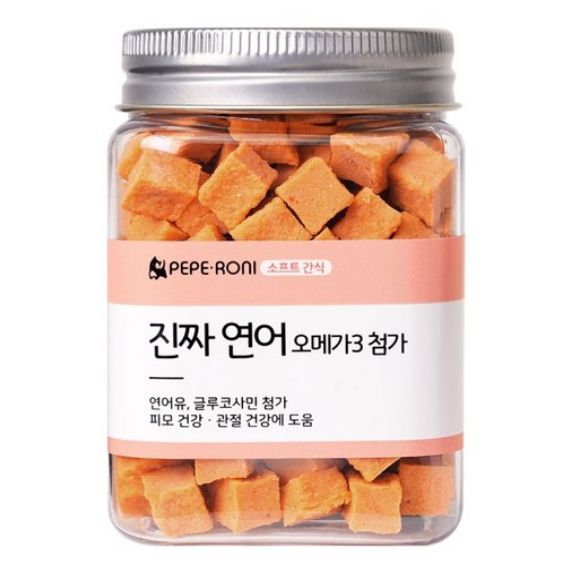 PEPE·RONI 소프트 간식
진짜 연어 오메가3 첨가
연어유, 글루코사민 첨가
피모 건강 · 관절 건강에 도움